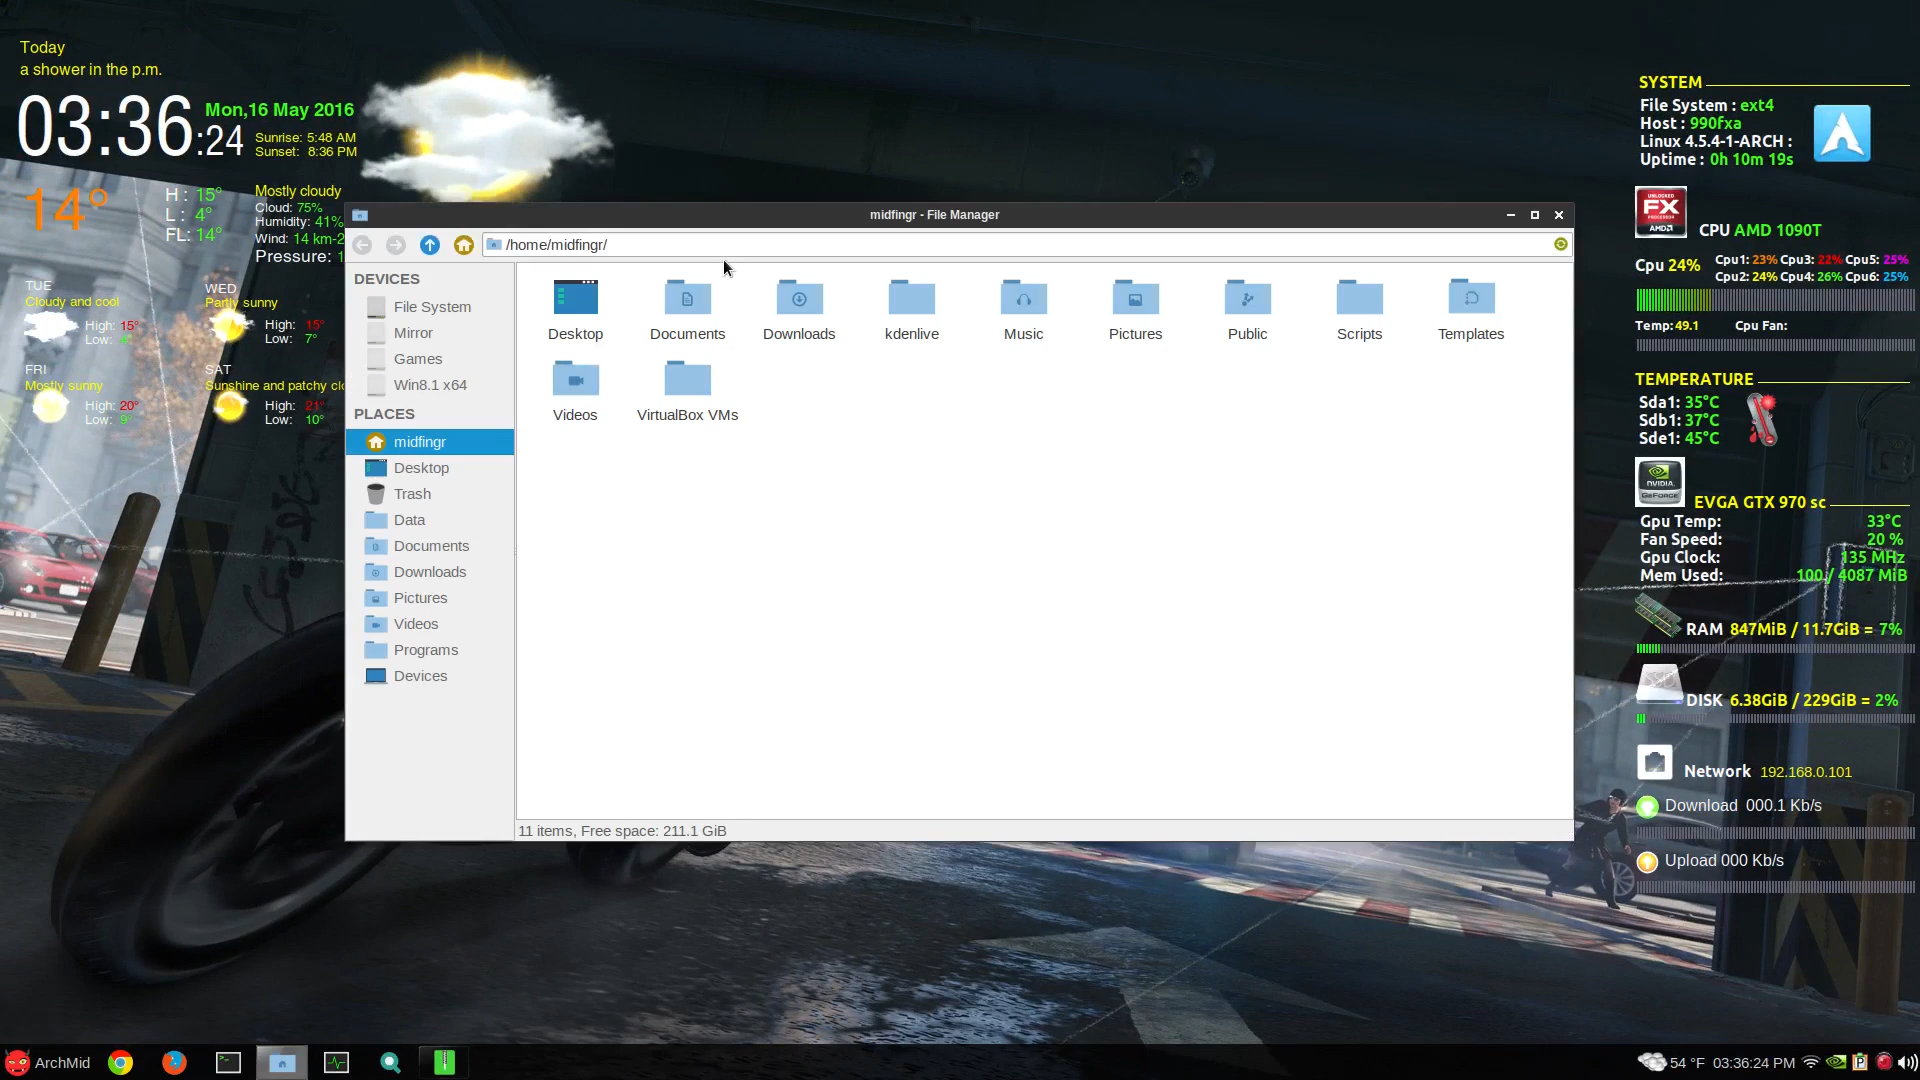 Today
a shower in the p.m.
03:36:24
Mon,16 May 2016
Sunrise: 5:48 AM
Sunset: 8:36 PM
14°
H : 15°
L : 4°
FL: 14°
Mostly cloudy
Cloud: 75%
Humidity: 41%
Wind: 14 km-2
Pressure: 1
TUE
Cloudy and cool
High: 15°
Low:
WED
Partly sunny
High: 15°
Low: 7°
FRI
Mostly sunny
High: 20°
Low: 9°
SAT
Sunshine and patchy clo
High: 21°
Low: 10°
midfingr - File Manager
/home/midfingr/
DEVICES
File System
Mirror
Games
Win8.1 x64
PLACES
midfingr
Desktop
Trash
Data
Documents
Downloads
Pictures
Videos
Programs
Devices
Desktop
Documents
Downloads
kdenlive
Music
Pictures
Public
Scripts
Templates
Videos
VirtualBox VMs
11 items, Free space: 211.1 GiB
SYSTEM
File System : ext4
Host : 990fxa
Linux 4.5.4-1-ARCH :
Uptime : 0h 10m 19s
UNLOCKED
FX
PROCESSOR
AMD
CPU AMD 1090T
Cpu 24%
Cpu1: 23% Cpu3: 22% Cpu5: 25%
Cpu2: 24% Cpu4: 26% Cpu6: 25%
Temp:49.1 Cpu Fan:
TEMPERATURE
Sda1: 35°C
Sdb1: 37°C
Sde1: 45°C
NVIDIA.
GEFORCE
EVGA GTX 970 sc
Gpu Temp: 33°C
Fan Speed: 20 %
Gpu Clock: 135 MHz
Mem Used: 100 / 4087 MiB
RAM 847MiB / 11.7GiB = 7%
DISK 6.38GiB / 229GiB = 2%
Network 192.168.0.101
Download 000.1 Kb/s
Upload 000 Kb/s
ArchMid
54 °F 03:36:24 PM